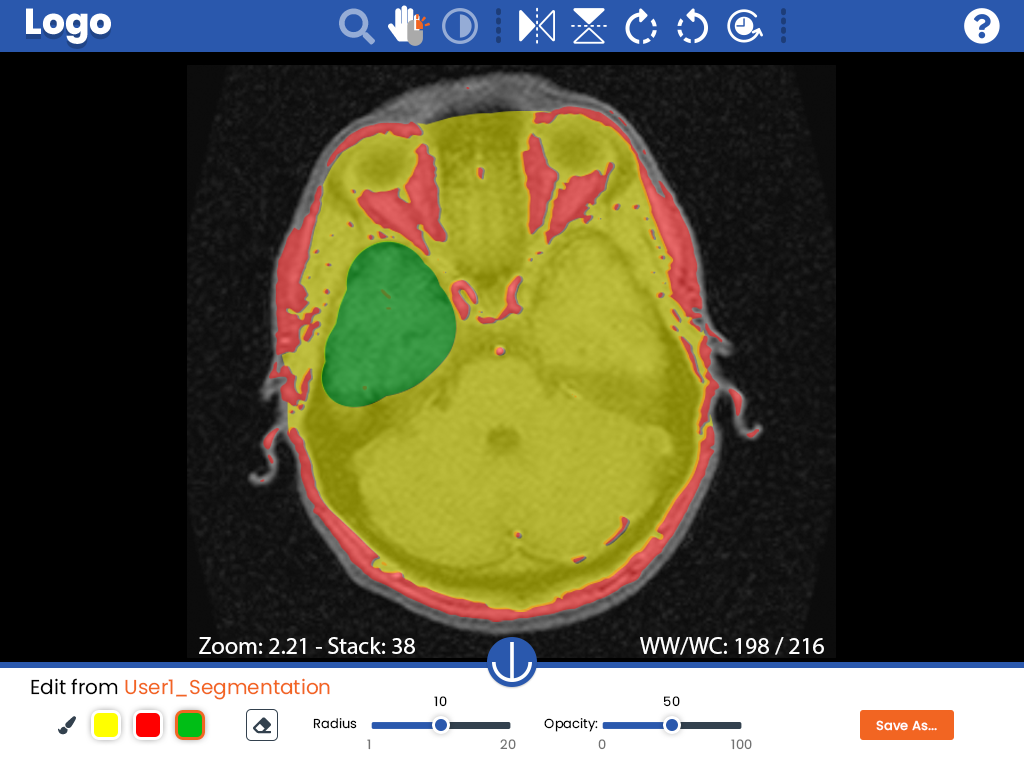 Logo
?
Zoom: 2.21 - Stack: 38
WW/WC: 198 / 216
Edit from User1_Segmentation
10
50
Radius
Opacity:
Save As...
1
20
0
100